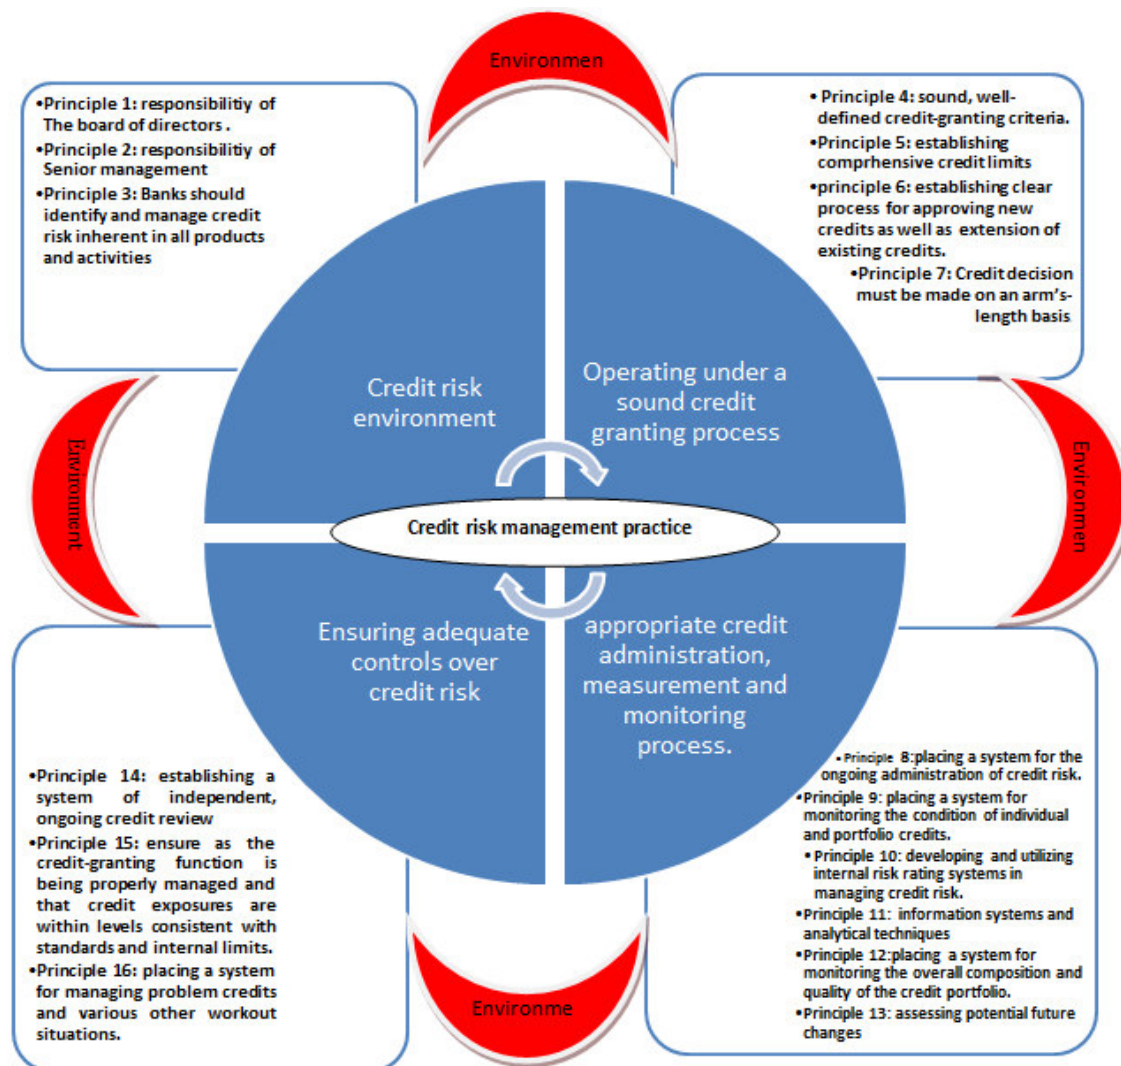 Environmen
•Principle 1: responsibilitiy of
The board of directors .
•Principle 2: responsibilitiy of
Senior management
•Principle 3: Banks should
identify and manage credit
risk inherent in all products
and activities
• Principle 4: sound, well-
defined credit-granting criteria.
•Principle 5: establishing
comprhensive credit limits
•principle 6: establishing clear
process for approving new
credits as well as extension of
existing credits.
•Principle 7: Credit decision
must be made on an arm's-
length basis
Credit risk
environment
Operating under a
sound credit
granting process
Environment
Environmen
Credit risk management practice
Ensuring adequate
controls over
credit risk
appropriate credit
administration,
measurement and
monitoring
process.
•Principle 14: establishing a
system of independent,
ongoing credit review
•Principle 15: ensure as the
credit-granting function is
being properly managed and
that credit exposures are
within levels consistent with
standards and internal limits.
•Principle 16: placing a system
for managing problem credits
and various other workout
situations.
• Principle 8:placing a system for the
ongoing administration of credit risk.
•Principle 9: placing a system for
monitoring the condition of individual
and portfolio credits.
• Principle 10: developing and utilizing
internal risk rating systems in
managing credit risk.
•Principle 11: information systems and
analytical techniques
•Principle 12:placing a system for
monitoring the overall composition and
quality of the credit portfolio.
•Principle 13: assessing potential future
changes
Environme